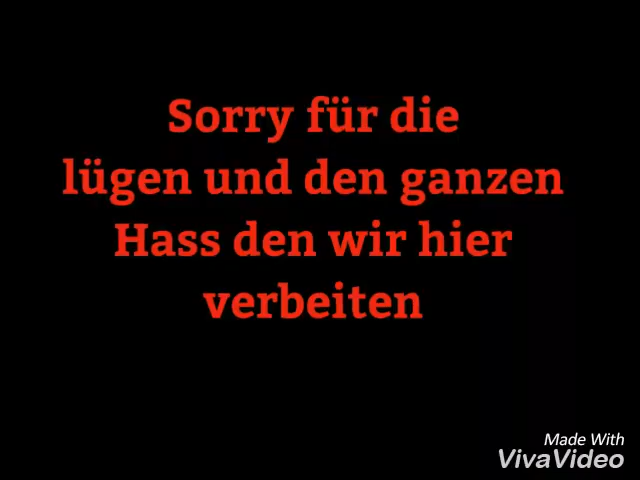 Sorry für die
lügen und den ganzen
Hass den wir hier
verbeiten
Made With
VivaVideo